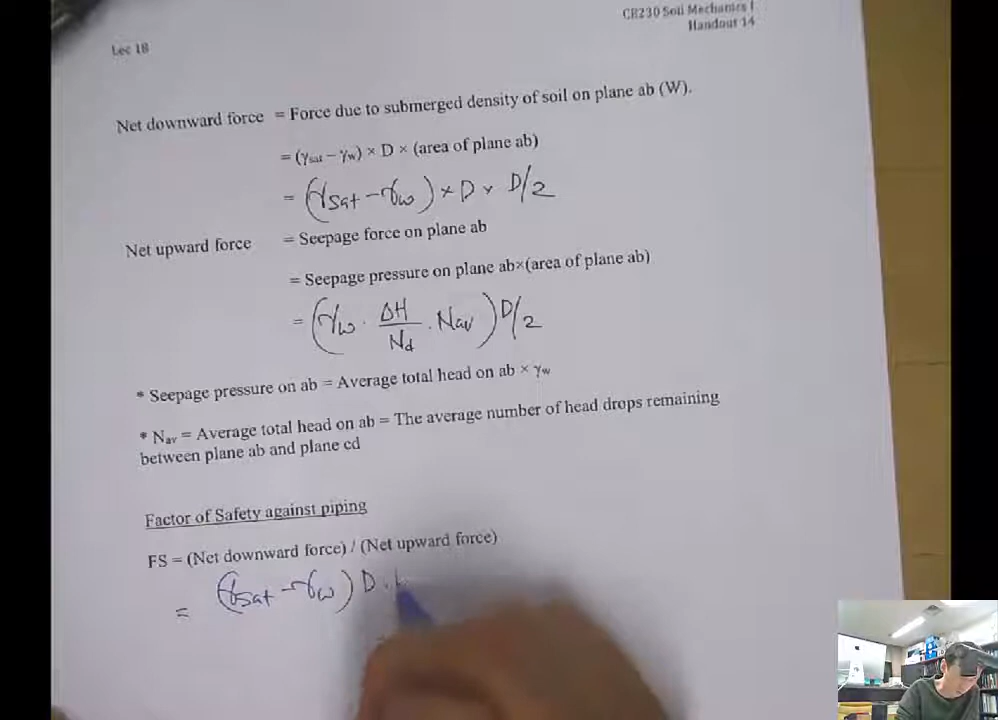 CE230 Soil Mechanics I
Handout 14
Lec 18
Net downward force = Force due to submerged density of soil on plane ab (W).
= (γsat – γw) × D × (area of plane ab)
= (γsat - γw) × D × D/2
Net upward force = Seepage force on plane ab
= Seepage pressure on plane ab×(area of plane ab)
= (γw · ΔH/Nd · Nav) D/2
* Seepage pressure on ab = Average total head on ab × γw
* Nav = Average total head on ab = The average number of head drops remaining
between plane ab and plane cd
Factor of Safety against piping
FS = (Net downward force) / (Net upward force)
= (γsat - γw) D ·